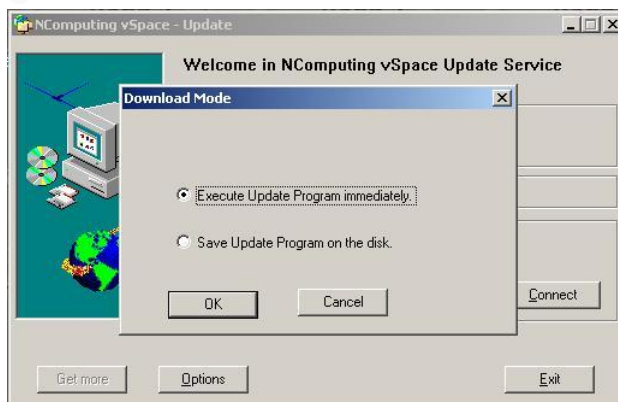 NComputing vSpace - Update
Welcome in NComputing vSpace Update Service
Download Mode
Execute Update Program immediately.
Save Update Program on the disk.
OK Cancel
Connect
Get more Options Exit